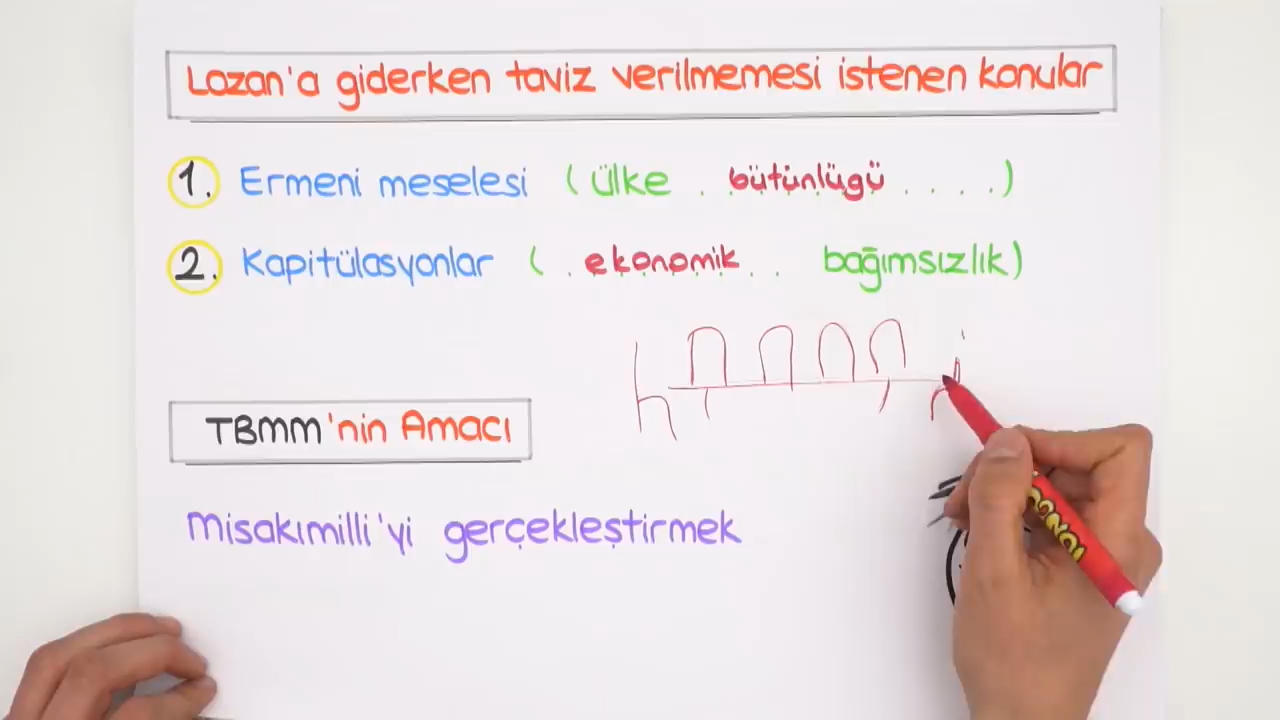 Lozan'a giderken taviz verilmemesi istenen konular
1. Ermeni meselesi (ülke . bütünlügü . . . .)
2. Kapitülasyonlar ( . ekonomik . . bağımsızlık)
TBMM'nin Amacı
Misakımilli'yi gerçekleştirmek